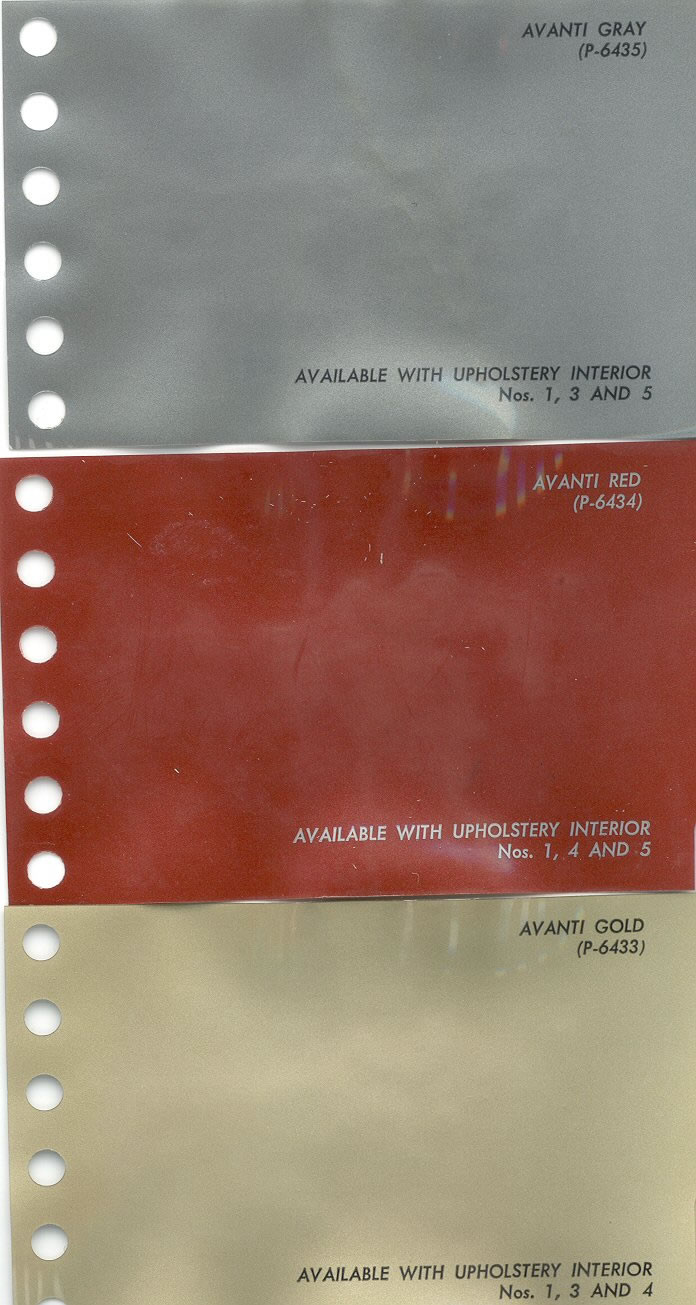 AVANTI GRAY
(P-6435)
AVAILABLE WITH UPHOLSTERY INTERIOR
Nos. 1, 3 AND 5
AVANTI RED
(P-6434)
AVAILABLE WITH UPHOLSTERY INTERIOR
Nos. 1, 4 AND 5
AVANTI GOLD
(P-6433)
AVAILABLE WITH UPHOLSTERY INTERIOR
Nos. 1, 3 AND 4